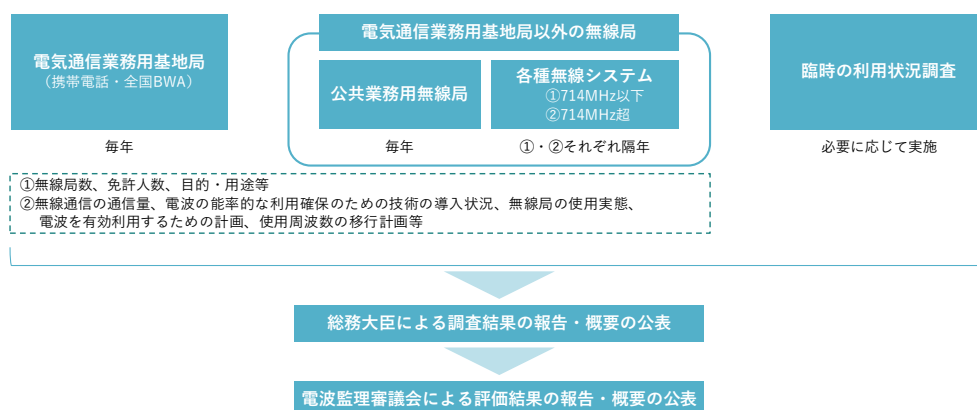 電気通信業務用基地局
（携帯電話・全国BWA）
毎年
電気通信業務用基地局以外の無線局
公共業務用無線局
毎年
各種無線システム
①714MHz以下
②714MHz超
①・②それぞれ隔年
臨時の利用状況調査
必要に応じて実施
①無線局数、免許人数、目的・用途等
②無線通信の通信量、電波の能率的な利用確保のための技術の導入状況、無線局の使用実態、
電波を有効利用するための計画、使用周波数の移行計画等
総務大臣による調査結果の報告・概要の公表
電波監理審議会による評価結果の報告・概要の公表